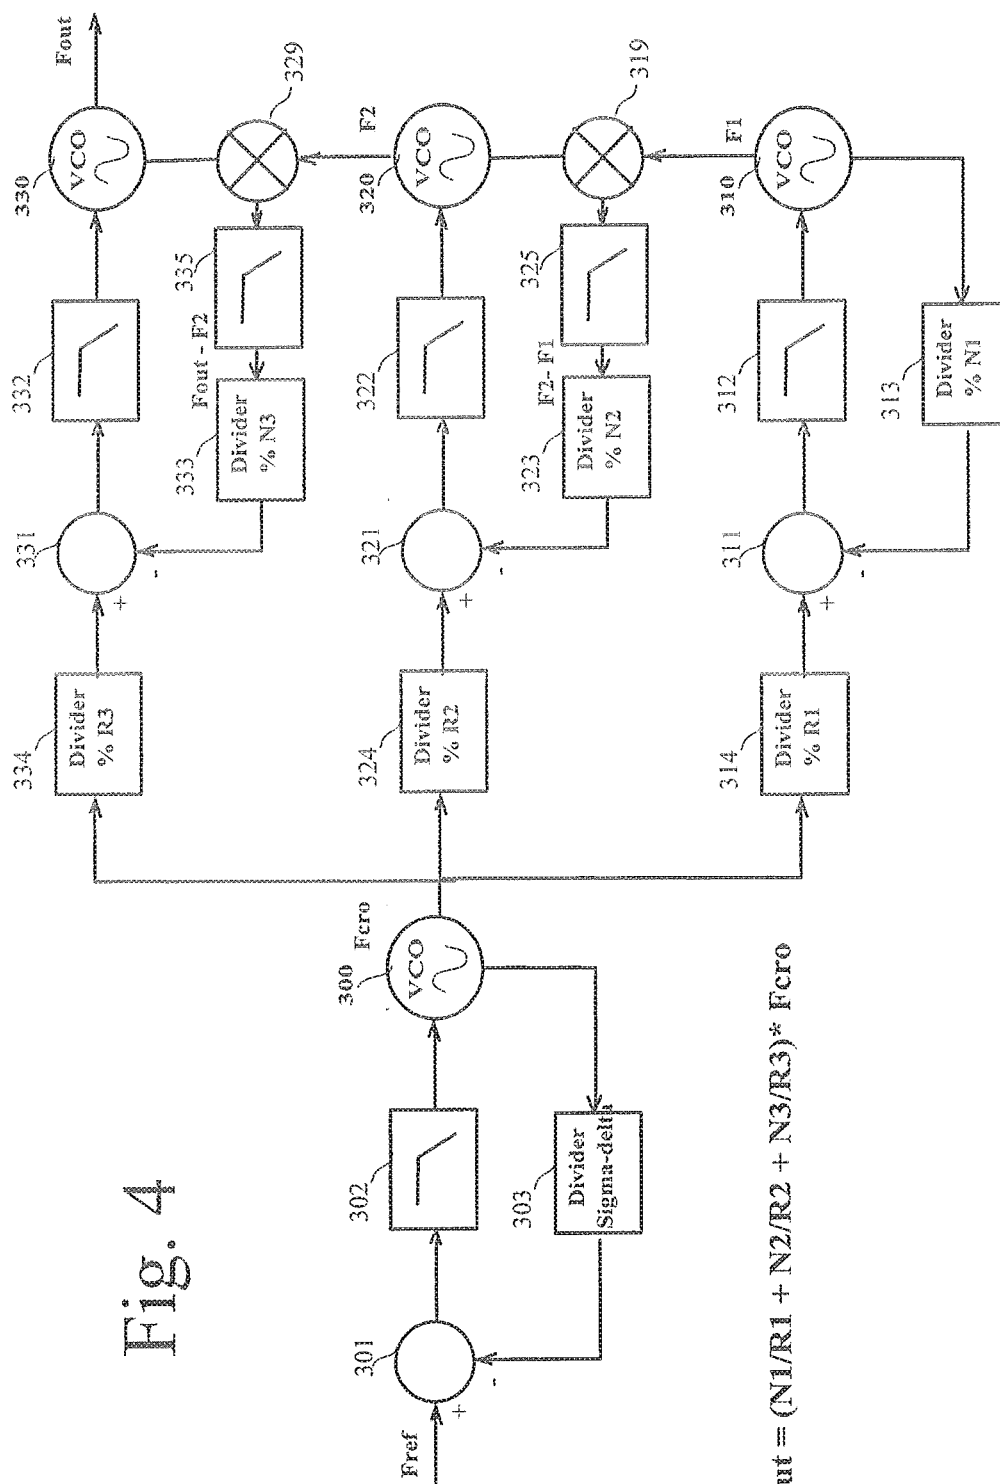 Fig. 4
Fref
+
-
301
302
303
Divider
Sigma-delta
300
VCO
Fcro
334
Divider
% R3
+
-
331
332
330
VCO
Fout
329
335
Fout - F2
333
Divider
% N3
324
Divider
% R2
+
-
321
322
320
VCO
F2
319
325
F2- F1
323
Divider
% N2
314
Divider
% R1
+
-
311
312
310
VCO
F1
313
Divider
% N1
ut = (N1/R1 + N2/R2 + N3/R3)* Fcro